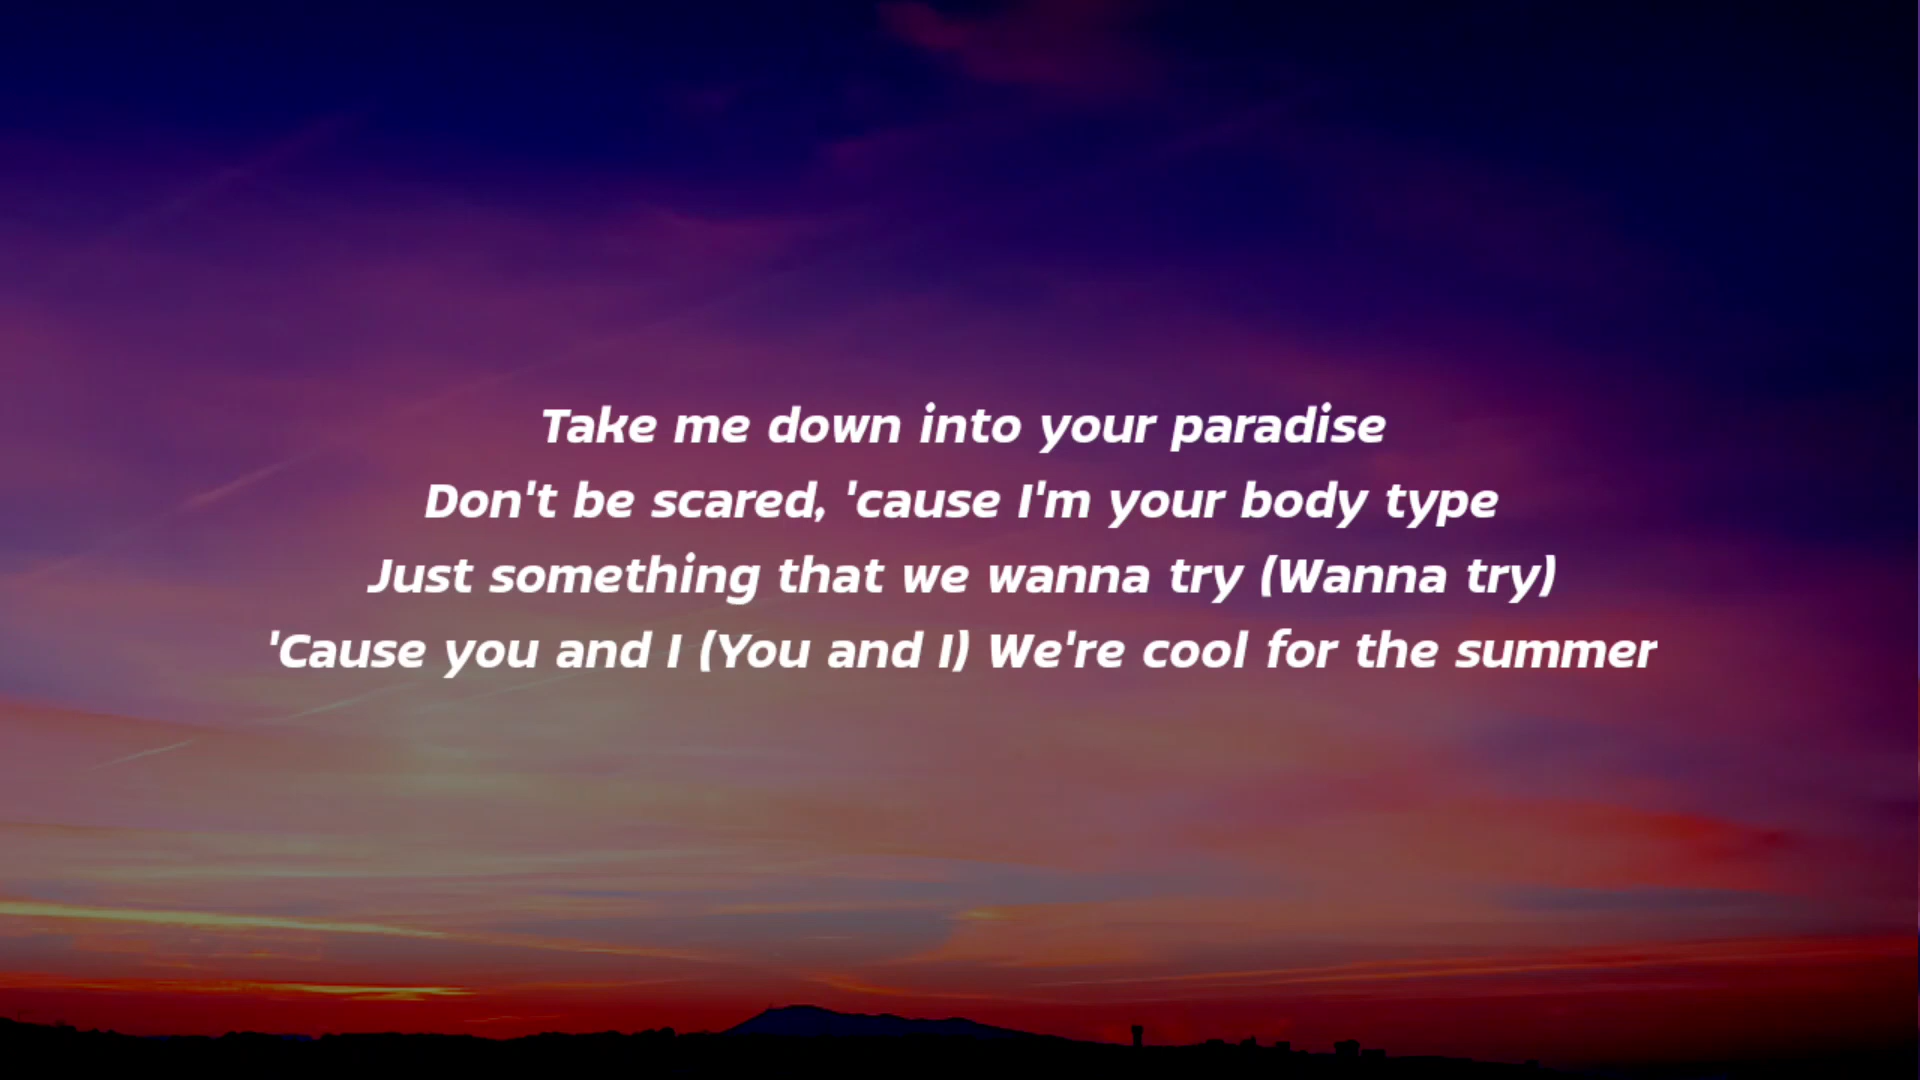 Take me down into your paradise
Don't be scared, 'cause I'm your body type
Just something that we wanna try (Wanna try)
'Cause you and I (You and I) We're cool for the summer